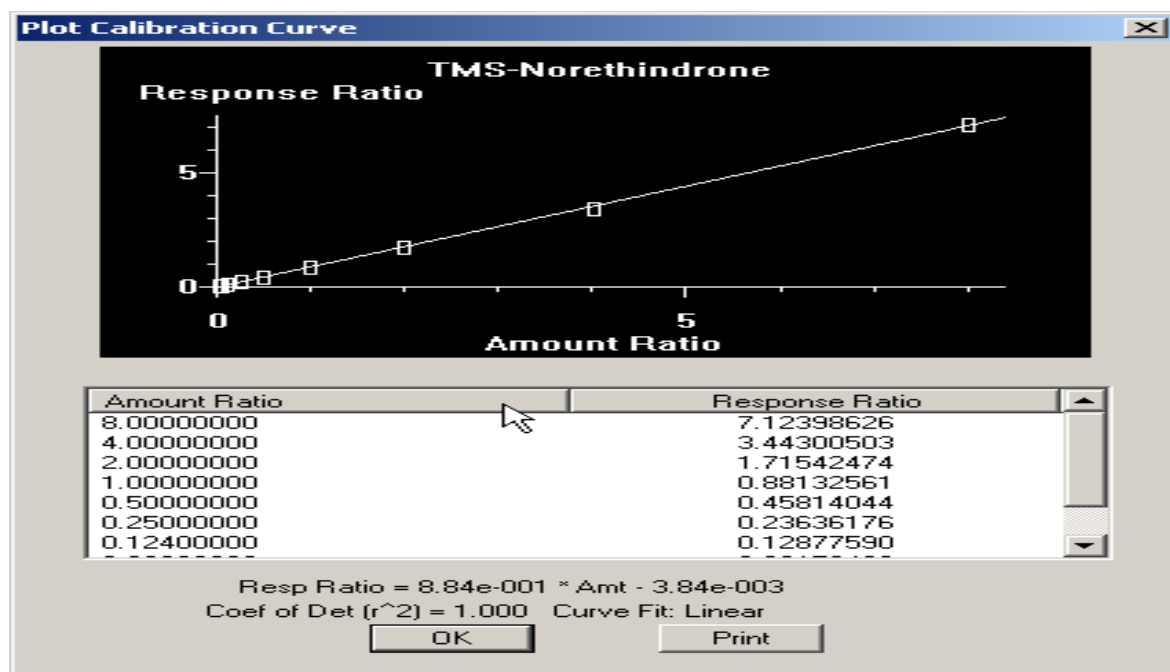 Plot Calibration Curve
TMS-Norethindrone
Response Ratio
5
0
0 5
Amount Ratio
Amount Ratio Response Ratio
8.00000000 7.12398626
4.00000000 3.44300503
2.00000000 1.71542474
1.00000000 0.88132561
0.50000000 0.45814044
0.25000000 0.23636176
0.12400000 0.12877590
Resp Ratio = 8.84e-001 * Amt - 3.84e-003
Coef of Det (r^2) = 1.000 Curve Fit: Linear
OK Print